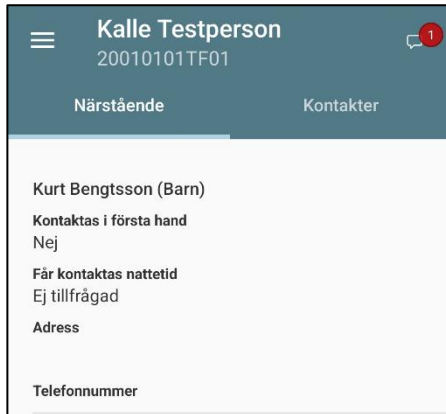 Kalle Testperson
20010101TF01
1
Närstående
Kontakter
Kurt Bengtsson (Barn)
Kontaktas i första hand
Nej
Får kontaktas nattetid
Ej tillfrågad
Adress
Telefonnummer